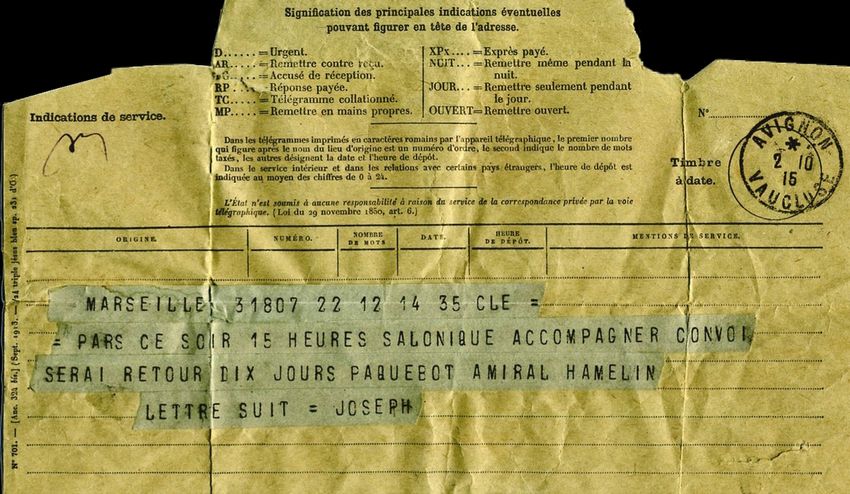 Signification des principales indications éventuelles
pouvant figurer en tête de l'adresse.
D...... = Urgent.
AR..... = Remettre contre reçu.
= Accusé de réception.
RP = Réponse payée.
TC..... = Télégramme collationné.
MP..... = Remettre en mains propres.
XPx.... = Exprès payé.
NUIT... = Remettre même pendant la
nuit.
JOUR... = Remettre seulement pendant
le jour.
OUVERT = Remettre ouvert.
Indications de service.
N°
Timbre
à date.
AVIGNON
2 10
VAUCLUSE
Dans les télégrammes imprimés en caractères romains par l'appareil télégraphique, le premier nombre
qui figure après le nom du lieu d'origine est un numéro d'ordre, le second indique le nombre de mots
taxés, les autres désignent la date et l'heure de dépôt.
Dans le service intérieur et dans les relations avec certains pays étrangers, l'heure de dépôt est
indiquée au moyen des chiffres de 0 à 24.
L'État n'est soumis à aucune responsabilité à raison du service de la correspondance privée par la voie
télégraphique. (Loi du 29 novembre 1850, art. 6.)
ORIGINE. NUMÉRO. NOMBRE DE MOTS DATE. HEURE DE DÉPÔT. MENTIONS DE SERVICE.
MARSEILLE 31807 22 12 14 35 CLE =
= PARS CE SOIR 15 HEURES SALONIQUE ACCOMPAGNER CONVOI
SERAI RETOUR DIX JOURS PAQUEBOT AMIRAL HAMELIN
LETTRE SUIT = JOSEPH
N° 701. — [Anc. 324 bis.] (Sept. 1913.